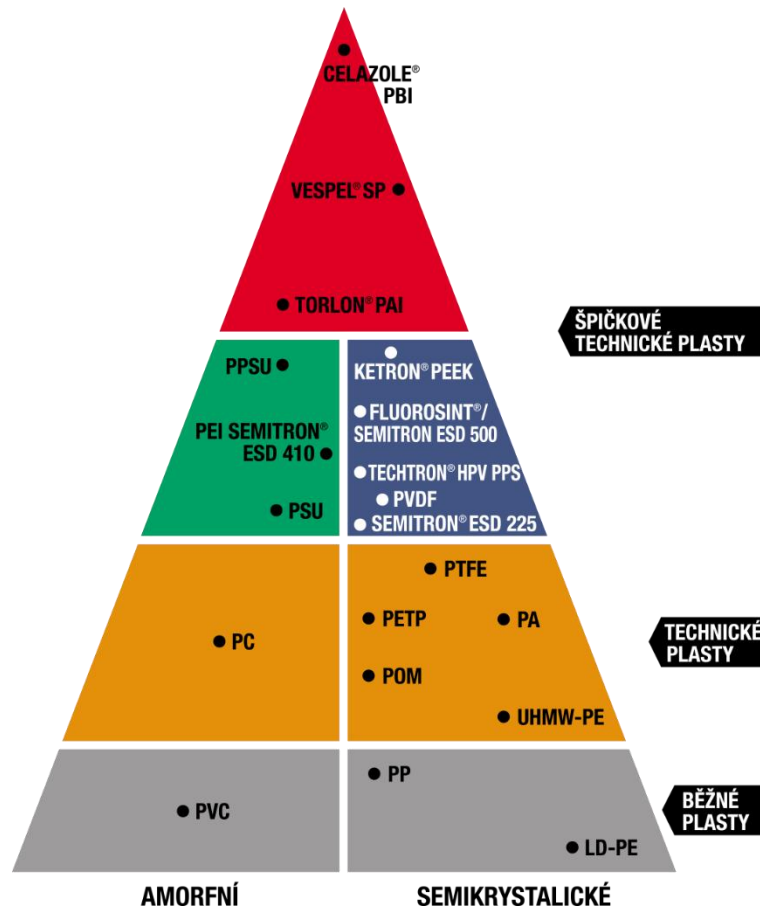 CELAZOLE®
PBI
VESPEL® SP
TORLON® PAI
ŠPIČKOVÉ
TECHNICKÉ PLASTY
PPSU
PEI SEMITRON®
ESD 410
PSU
KETRON® PEEK
FLUOROSINT®/
SEMITRON ESD 500
TECHTRON® HPV PPS
PVDF
SEMITRON® ESD 225
PTFE
PETP
PA
PC
POM
UHMW-PE
TECHNICKÉ
PLASTY
PP
PVC
LD-PE
BĚŽNÉ
PLASTY
AMORFNÍ
SEMIKRYSTALICKÉ